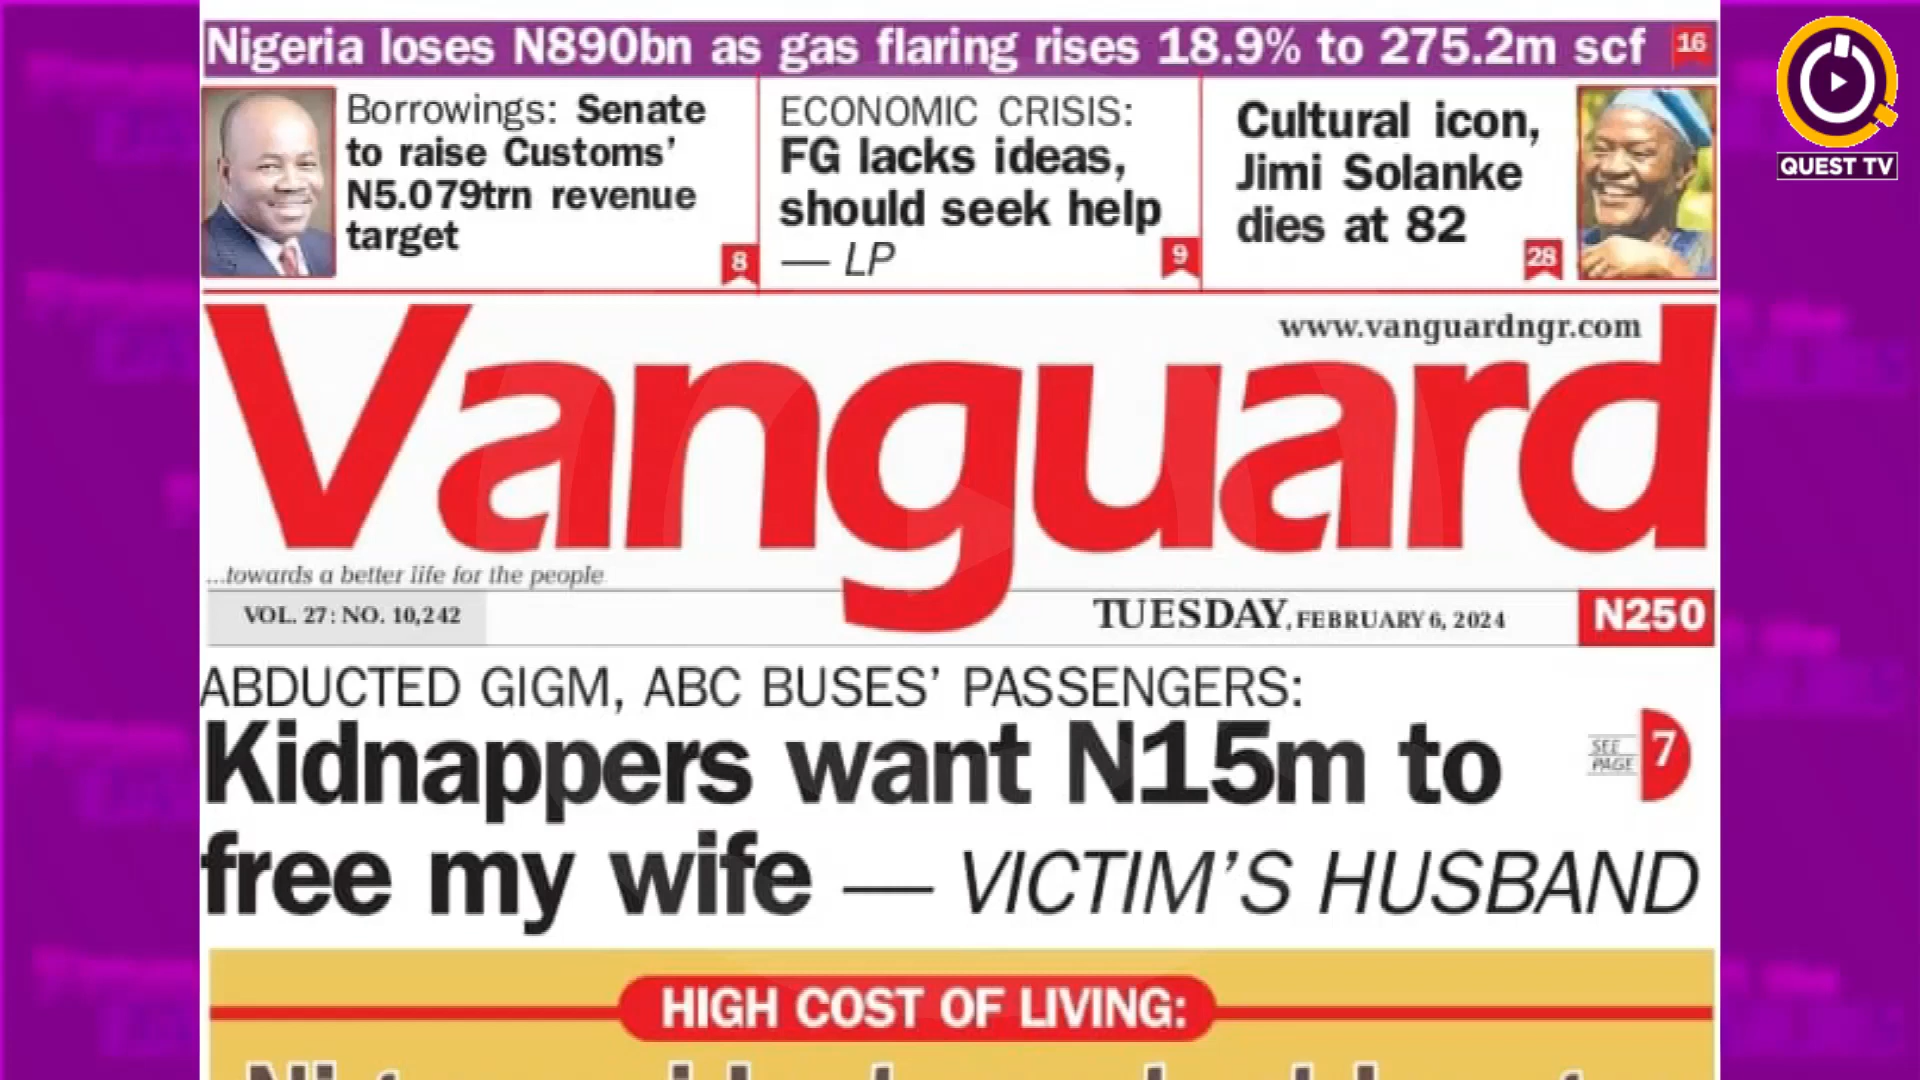 Nigeria loses N890bn as gas flaring rises 18.9% to 275.2m scf 16
Borrowings: Senate
to raise Customs'
N5.079trn revenue
target
8
ECONOMIC CRISIS:
FG lacks ideas,
should seek help
— LP
9
Cultural icon,
Jimi Solanke
dies at 82
28
QUEST TV
www.vanguardngr.com
Vanguard
...towards a better life for the people
VOL. 27: NO. 10,242
TUESDAY, FEBRUARY 6, 2024
N250
ABDUCTED GIGM, ABC BUSES' PASSENGERS:
Kidnappers want N15m to
free my wife — VICTIM'S HUSBAND
SEE
PAGE 7
HIGH COST OF LIVING: